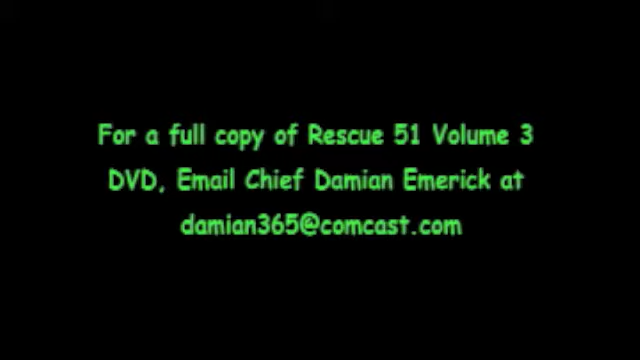 For a full copy of Rescue 51 Volume 3
DVD, Email Chief Damian Emerick at
damian365@comcast.com